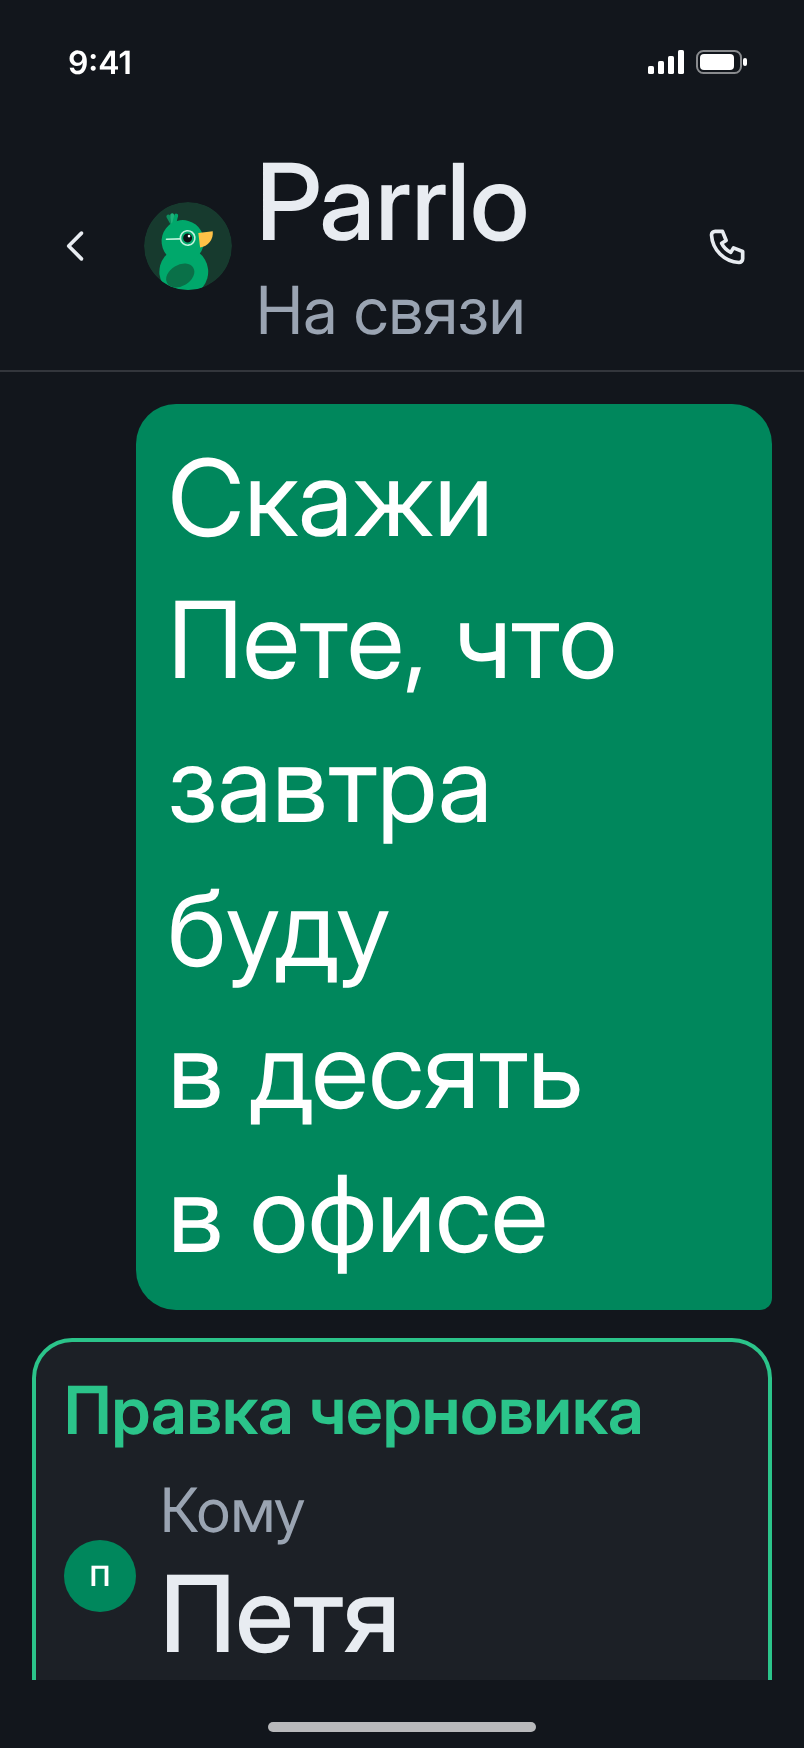 9:41
Parrlo
На связи
Скажи
Пете, что
завтра
буду
в десять
в офисе
Правка черновика
Кому
П
Петя